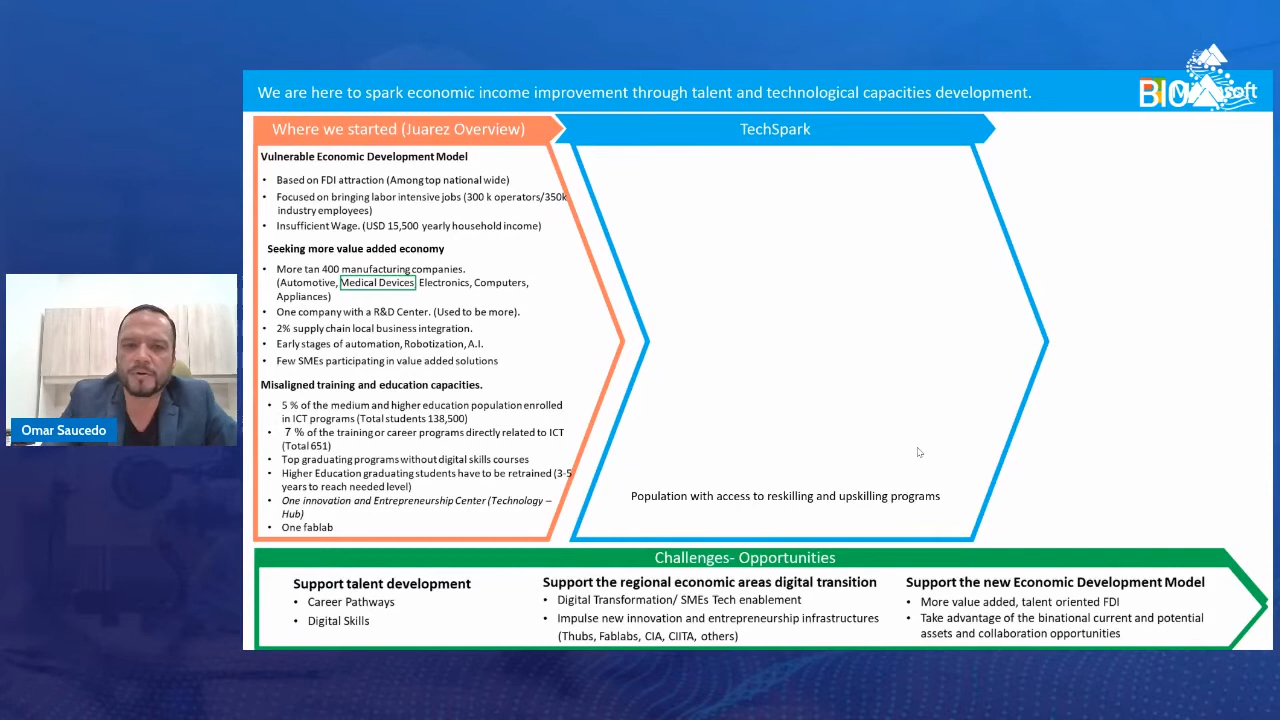 We are here to spark economic income improvement through talent and technological capacities development.
BIO
Where we started (Juarez Overview)
TechSpark
Vulnerable Economic Development Model
• Based on FDI attraction (Among top national wide)
• Focused on bringing labor intensive jobs (300 k operators/350k
industry employees)
• Insufficient Wage. (USD 15,500 yearly household income)
Seeking more value added economy
• More tan 400 manufacturing companies.
(Automotive, Medical Devices Electronics, Computers,
Appliances)
• One company with a R&D Center. (Used to be more).
• 2% supply chain local business integration.
• Early stages of automation, Robotization, A.I.
• Few SMEs participating in value added solutions
Misaligned training and education capacities.
• 5 % of the medium and higher education population enrolled
in ICT programs (Total students 138,500)
• 7 % of the training or career programs directly related to ICT
(Total 651)
• Top graduating programs without digital skills courses
• Higher Education graduating students have to be retrained (3-5
years to reach needed level)
• One innovation and Entrepreneurship Center (Technology –
Hub)
• One fablab
Population with access to reskilling and upskilling programs
Omar Saucedo
Challenges- Opportunities
Support talent development
• Career Pathways
• Digital Skills
Support the regional economic areas digital transition
• Digital Transformation/ SMEs Tech enablement
• Impulse new innovation and entrepreneurship infrastructures
(Thubs, Fablabs, CIA, CIITA, others)
Support the new Economic Development Model
• More value added, talent oriented FDI
• Take advantage of the binational current and potential
assets and collaboration opportunities